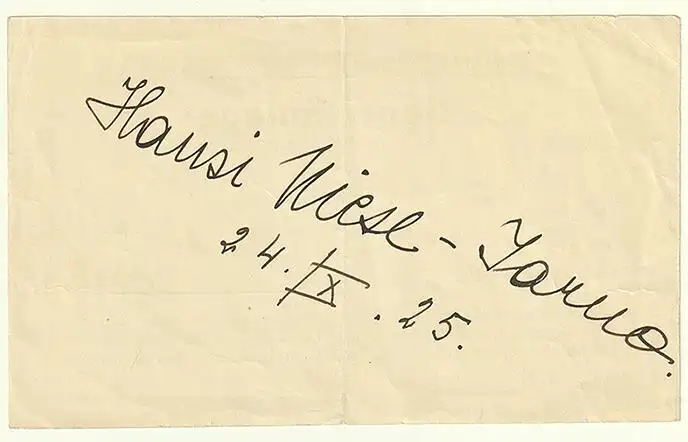 Hansi Niese-Jarno.
24. IX. 25.